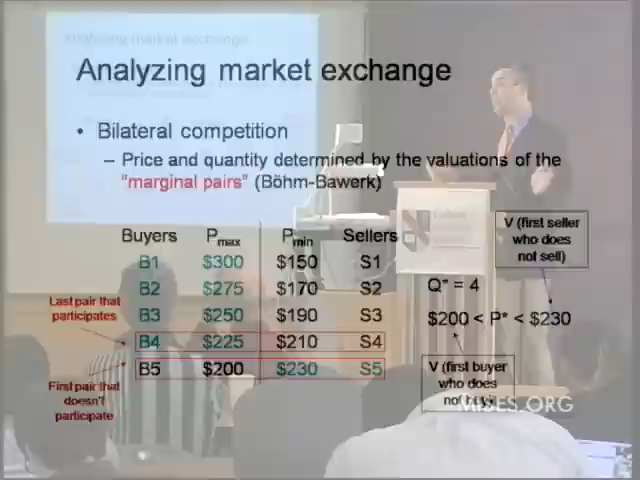 Analyzing market exchange
Analyzing market exchange
• Bilateral competition
– Price and quantity determined by the valuations of the
"marginal pairs" (Böhm-Bawerk)
Buyers Pmax Pmin Sellers
B1 $300 $150 S1
B2 $275 $170 S2
B3 $250 $190 S3
B4 $225 $210 S4
B5 $200 $230 S5
Last pair that
participates
First pair that
doesn't
participate
V (first seller
who does
not sell)
Q* = 4
$200 < P* < $230
V (first buyer
who does
not buy)
MISES.ORG